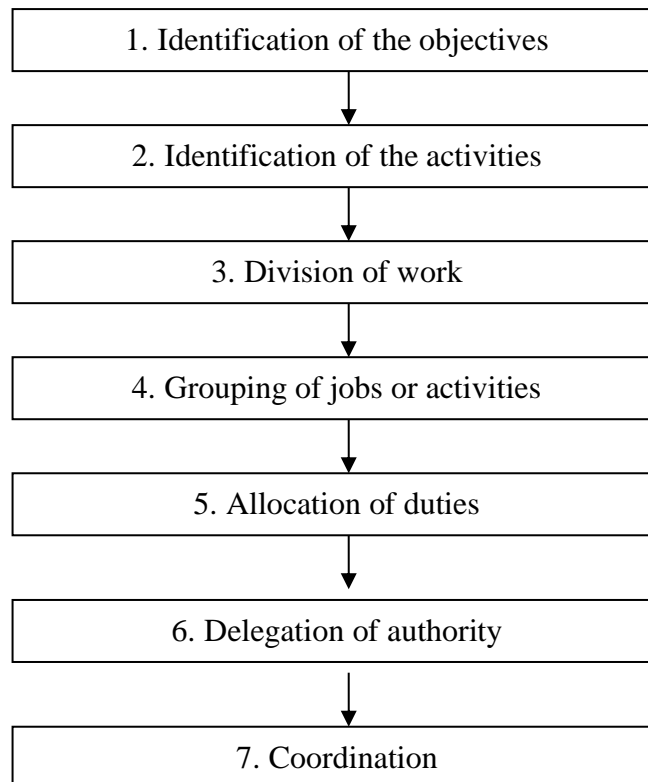 1. Identification of the objectives
2. Identification of the activities
3. Division of work
4. Grouping of jobs or activities
5. Allocation of duties
6. Delegation of authority
7. Coordination